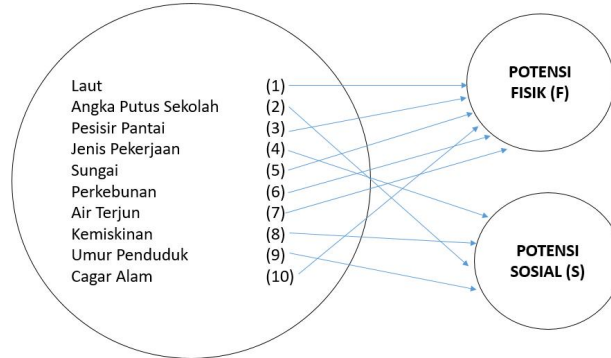 Laut (1)
Angka Putus Sekolah (2)
Pesisir Pantai (3)
Jenis Pekerjaan (4)
Sungai (5)
Perkebunan (6)
Air Terjun (7)
Kemiskinan (8)
Umur Penduduk (9)
Cagar Alam (10)
POTENSI
FISIK (F)
POTENSI
SOSIAL (S)